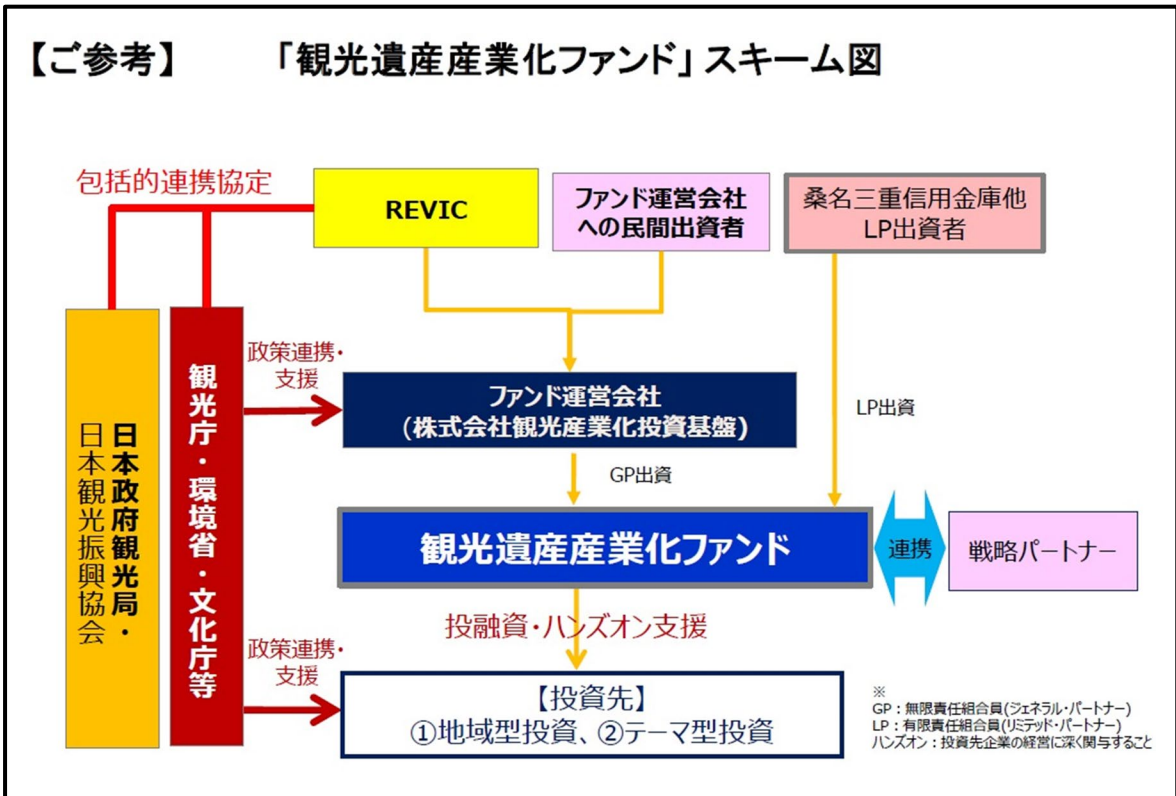 【ご参考】 「観光遺産産業化ファンド」スキーム図
包括的連携協定
REVIC
ファンド運営会社
への民間出資者
桑名三重信用金庫他
LP出資者
日本政府観光局・
日本観光振興協会
観光庁・環境省・文化庁等
政策連携・
支援
ファンド運営会社
(株式会社観光産業化投資基盤)
LP出資
GP出資
観光遺産産業化ファンド
連携
戦略パートナー
投融資・ハンズオン支援
政策連携・
支援
【投資先】
①地域型投資、②テーマ型投資
※
GP：無限責任組合員(ジェネラル・パートナー)
LP：有限責任組合員(リミテッド・パートナー)
ハンズオン：投資先企業の経営に深く関与すること